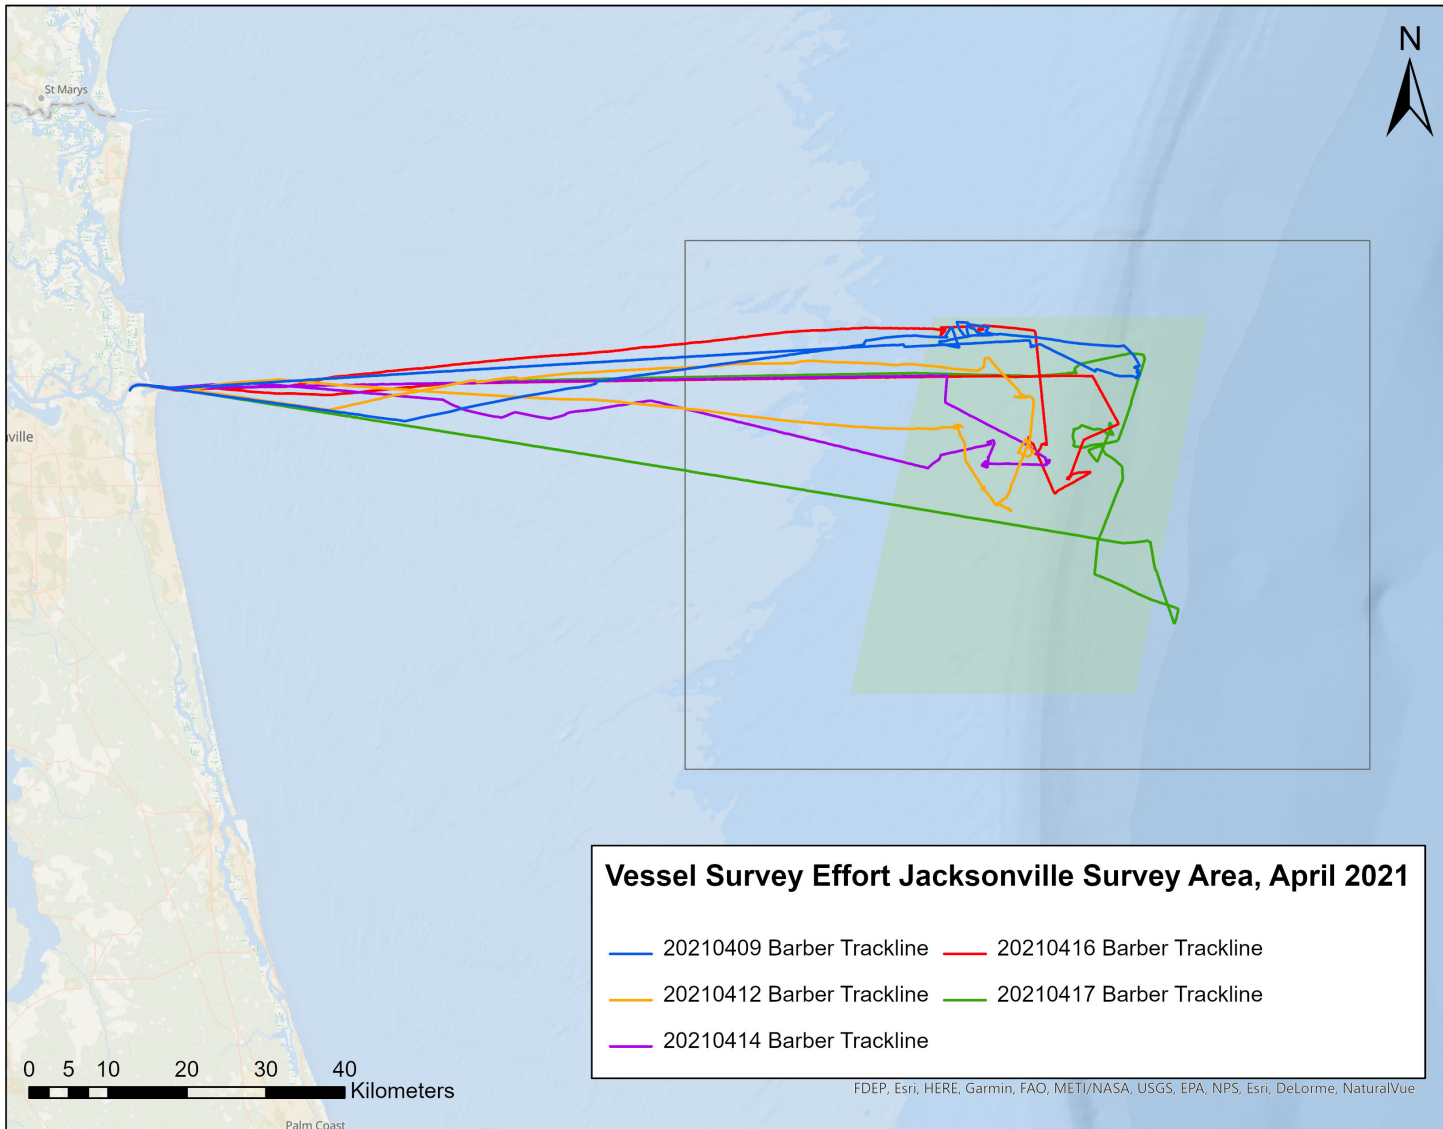 N
St Marys
ville
Vessel Survey Effort Jacksonville Survey Area, April 2021
20210409 Barber Trackline
20210416 Barber Trackline
20210412 Barber Trackline
20210417 Barber Trackline
20210414 Barber Trackline
0 5 10 20 30 40
Kilometers
FDEP, Esri, HERE, Garmin, FAO, METI/NASA, USGS, EPA, NPS, Esri, DeLorme, NaturalVue
Palm Coast